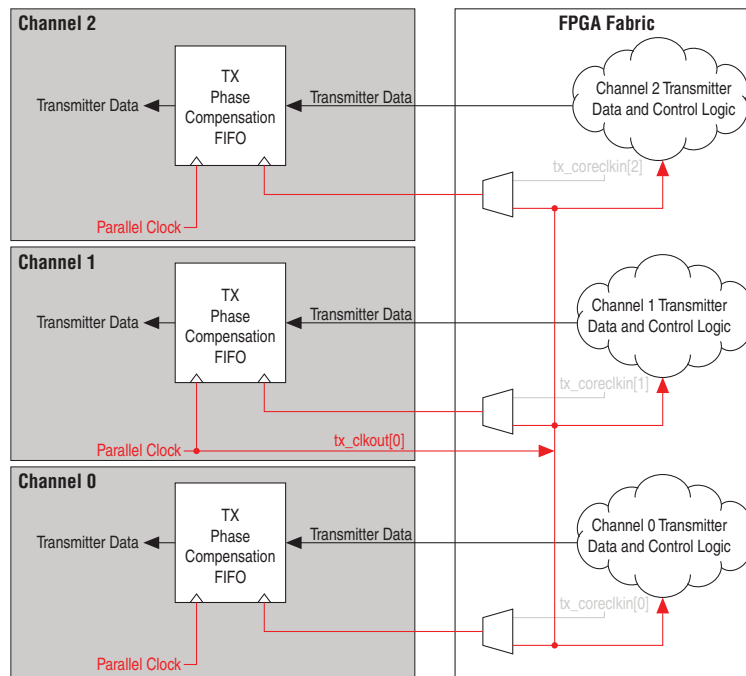 Channel 2
FPGA Fabric
TX
Phase
Compensation
FIFO
Transmitter Data
Transmitter Data
Channel 2 Transmitter
Data and Control Logic
tx_coreclkin[2]
Parallel Clock
Channel 1
TX
Phase
Compensation
FIFO
Transmitter Data
Transmitter Data
Channel 1 Transmitter
Data and Control Logic
tx_coreclkin[1]
Parallel Clock
tx_clkout[0]
Channel 0
TX
Phase
Compensation
FIFO
Transmitter Data
Transmitter Data
Channel 0 Transmitter
Data and Control Logic
tx_coreclkin[0]
Parallel Clock